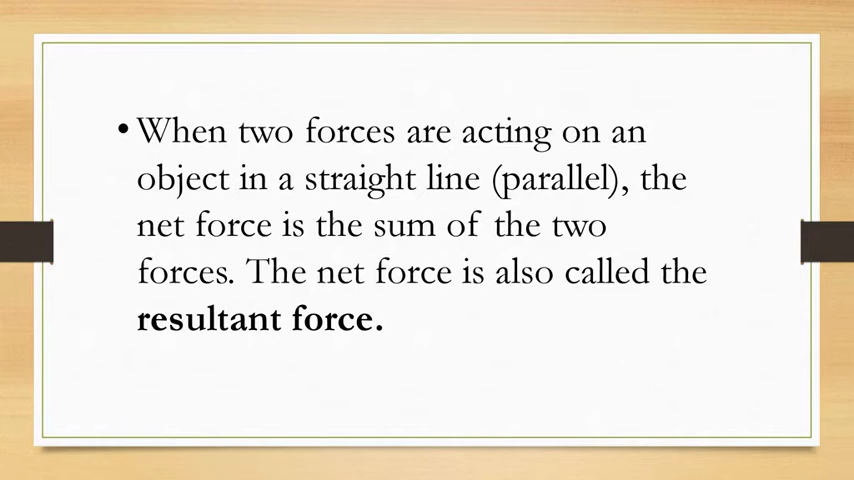 • When two forces are acting on an
object in a straight line (parallel), the
net force is the sum of the two
forces. The net force is also called the
resultant force.